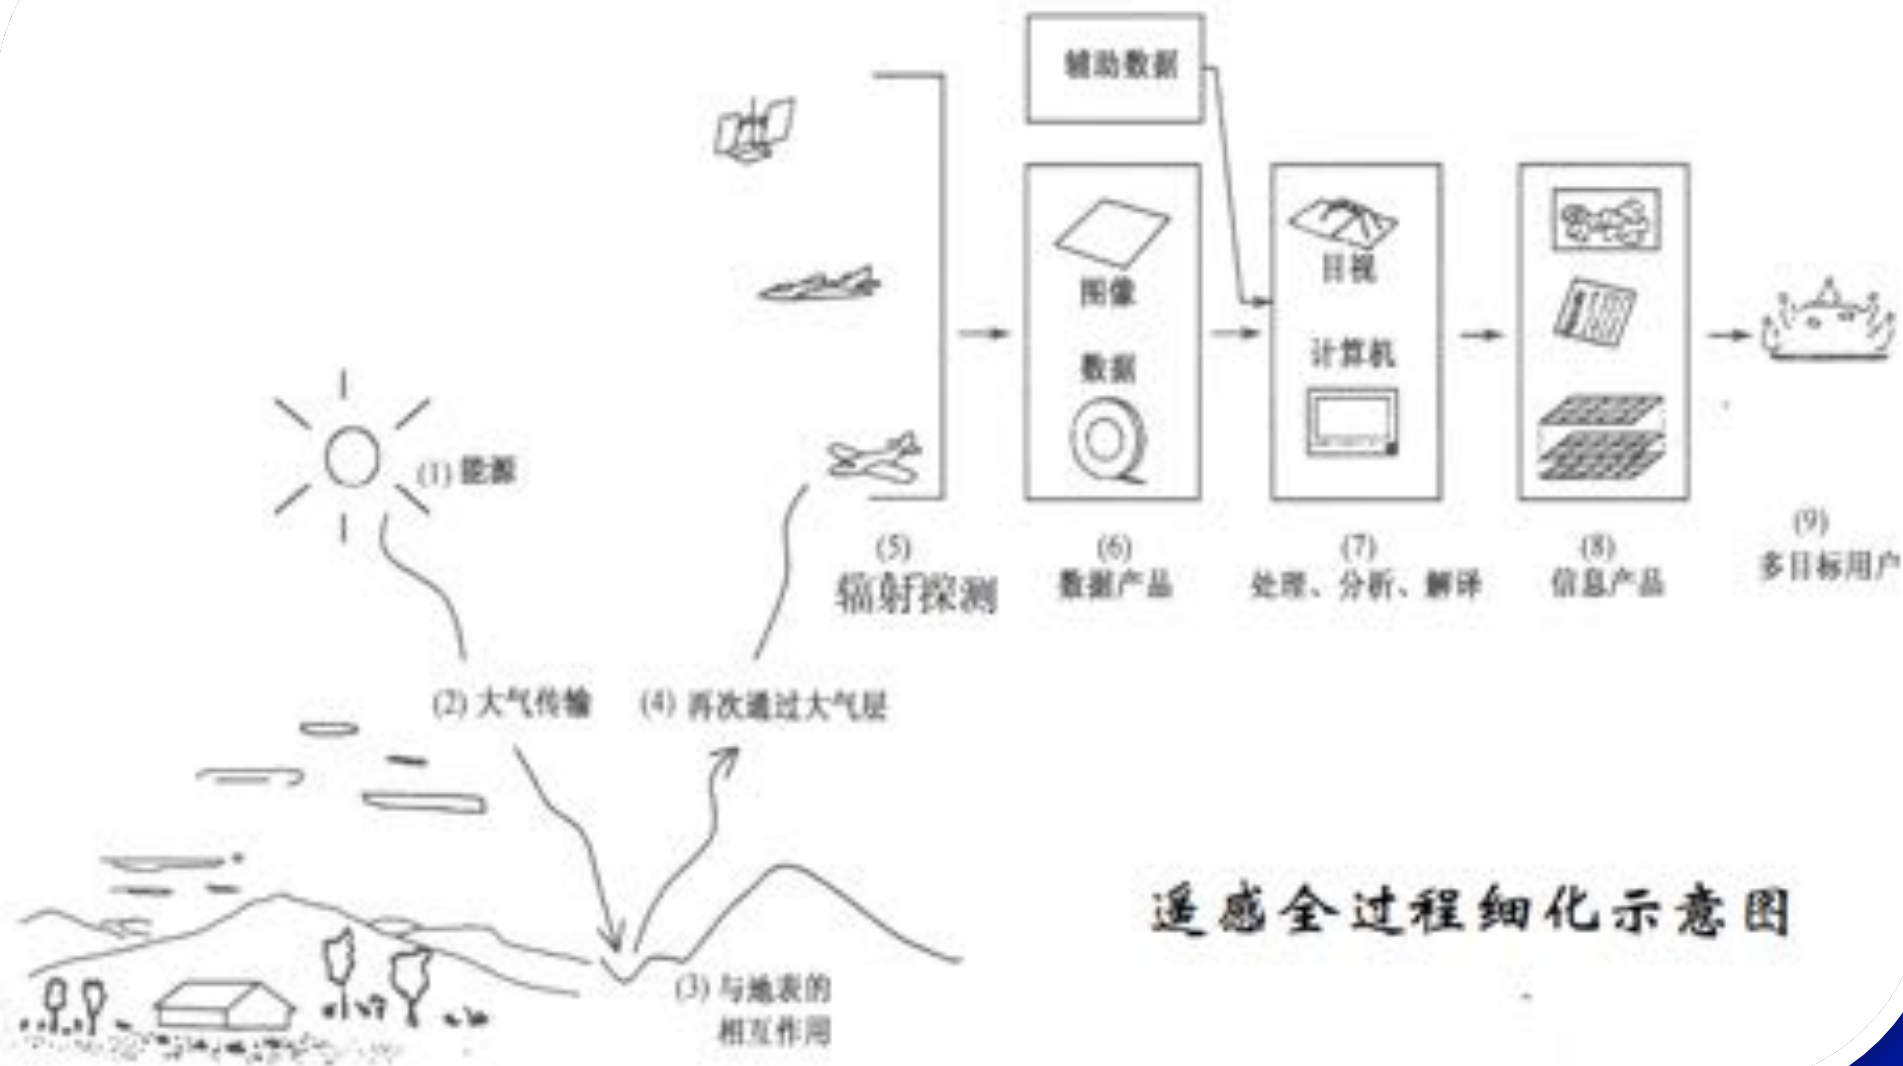 辅助数据
图像
数据
目视
计算机
(1) 能源
(5)
辐射探测
(6)
数据产品
(7)
处理、分析、解译
(8)
信息产品
(9)
多目标用户
(2) 大气传输
(4) 再次通过大气层
(3) 与地表的
相互作用
遥感全过程细化示意图